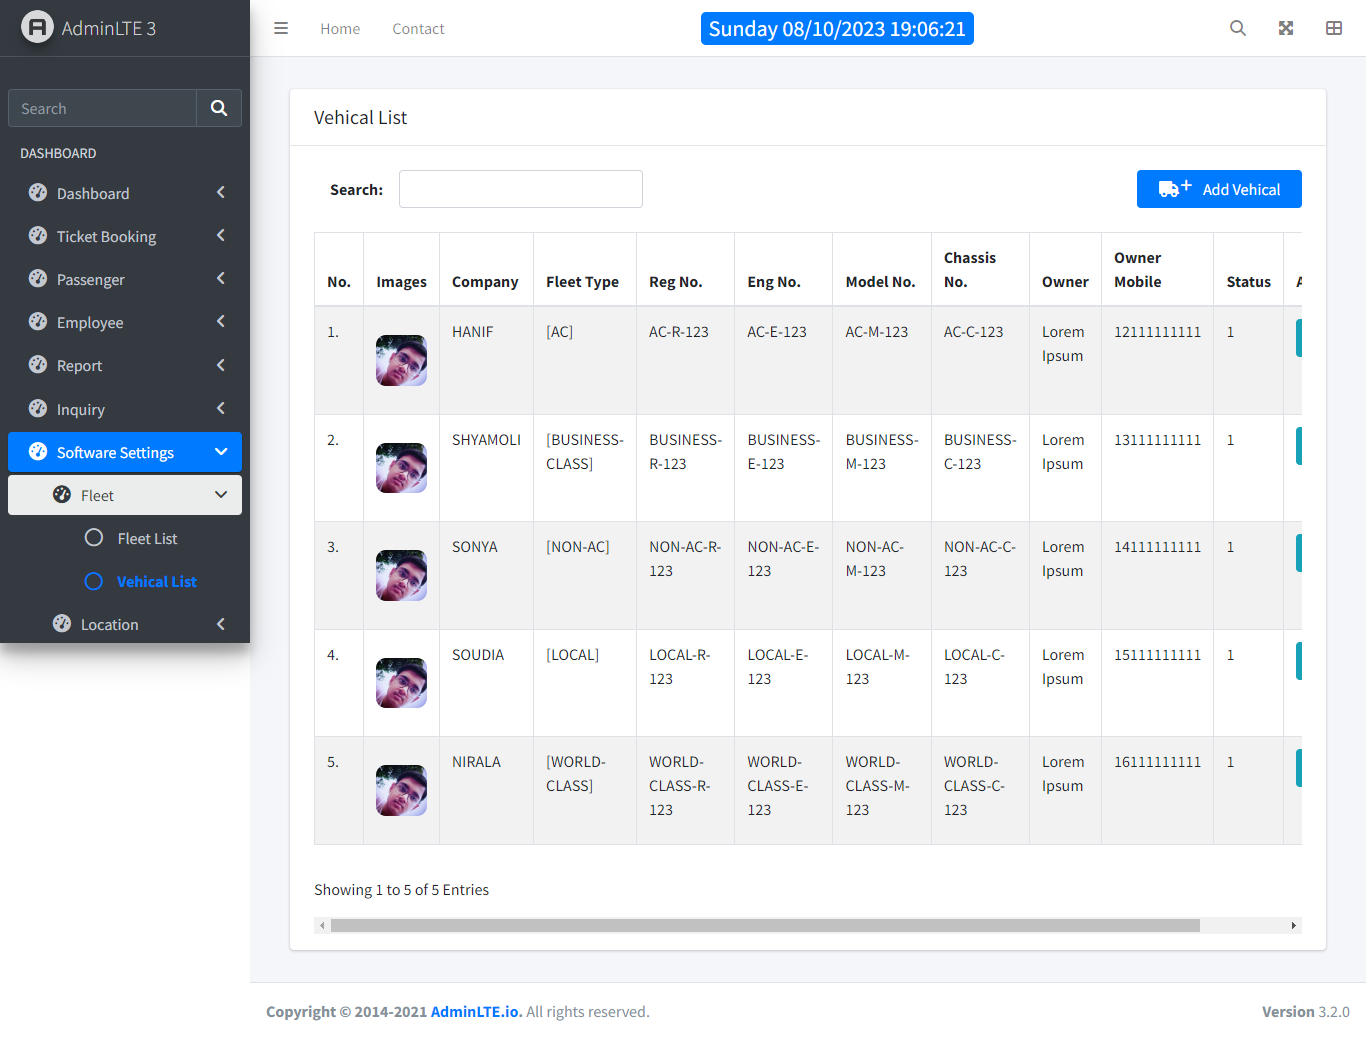 AdminLTE 3
Home
Contact
Sunday 08/10/2023 19:06:21
Search
DASHBOARD
Dashboard
Ticket Booking
Passenger
Employee
Report
Inquiry
Software Settings
Fleet
Fleet List
Vehical List
Location
Vehical List
Search:
Add Vehical
No. Images Company Fleet Type Reg No. Eng No. Model No. Chassis No. Owner Owner Mobile Status
1. HANIF [AC] AC-R-123 AC-E-123 AC-M-123 AC-C-123 Lorem 12111111111 1
Ipsum
2. SHYAMOLI [BUSINESS- BUSINESS- BUSINESS- BUSINESS- BUSINESS- Lorem 13111111111 1
CLASS] R-123 E-123 M-123 C-123 Ipsum
3. SONYA [NON-AC] NON-AC-R- NON-AC-E- NON-AC- NON-AC-C- Lorem 14111111111 1
123 123 M-123 123 Ipsum
4. SOUDIA [LOCAL] LOCAL-R- LOCAL-E- LOCAL-M- LOCAL-C- Lorem 15111111111 1
123 123 123 123 Ipsum
5. NIRALA [WORLD- WORLD- WORLD- WORLD- WORLD- Lorem 16111111111 1
CLASS] CLASS-R- CLASS-E- CLASS-M- CLASS-C- Ipsum
123 123 123 123
Showing 1 to 5 of 5 Entries
Copyright © 2014-2021 AdminLTE.io. All rights reserved.
Version 3.2.0